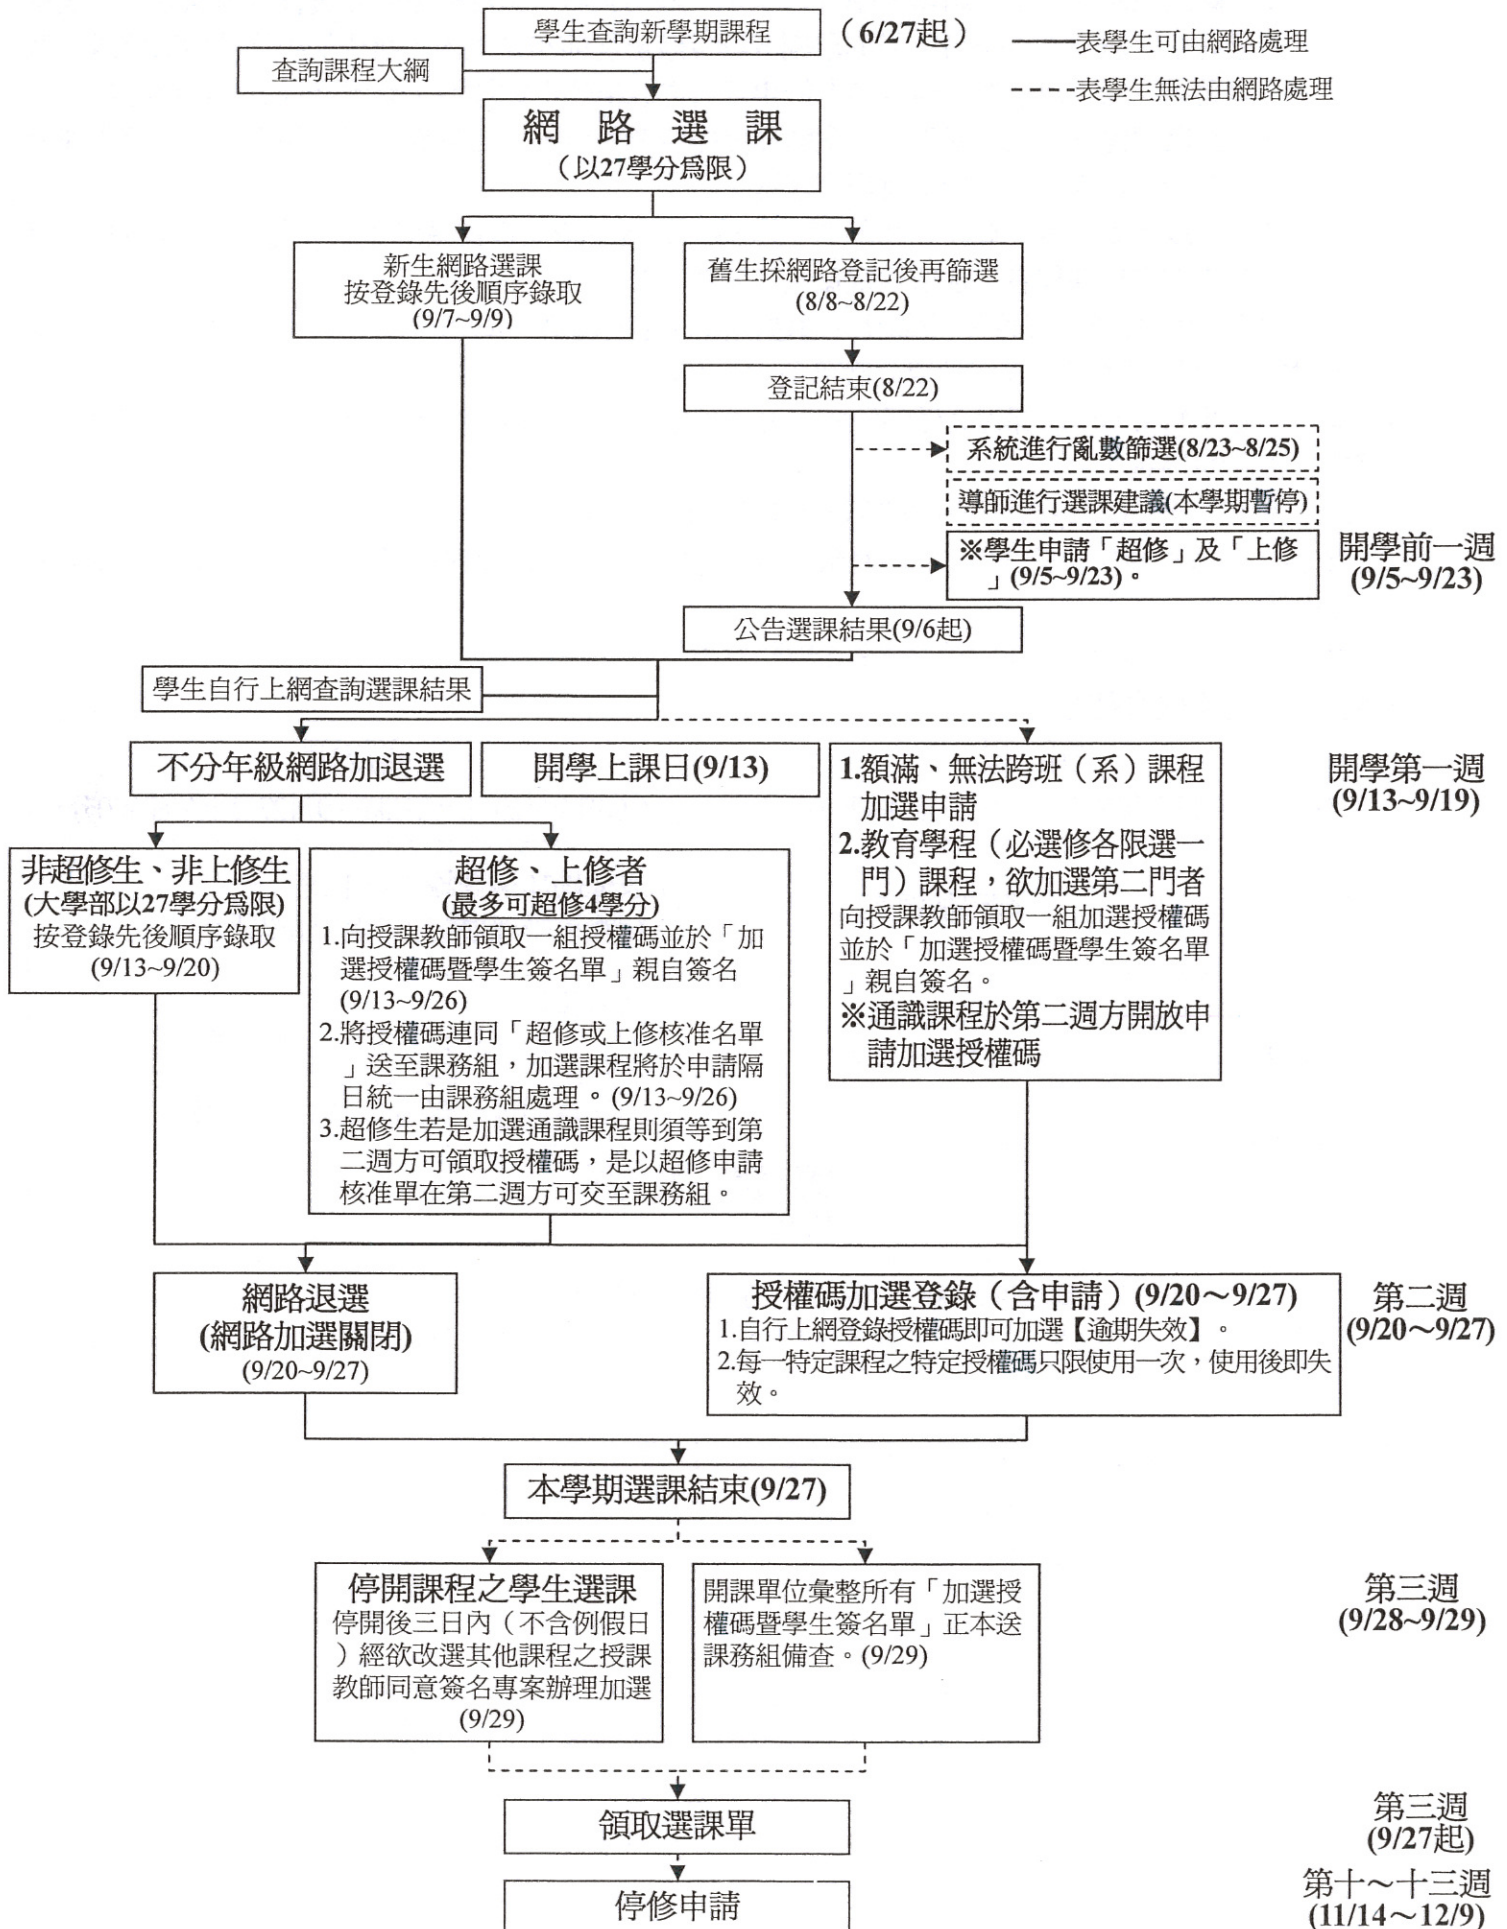 學生查詢新學期課程
（6/27起）
表學生可由網路處理
查詢課程大綱
表學生無法由網路處理
網 路 選 課
（以27學分爲限）
新生網路選課
按登錄先後順序錄取
(9/7~9/9)
舊生採網路登記後再篩選
(8/8~8/22)
登記結束(8/22)
系統進行亂數篩選(8/23~8/25)
導師進行選課建議(本學期暫停)
※學生申請「超修」及「上修
」(9/5~9/23)。
開學前一週
(9/5~9/23)
公告選課結果(9/6起)
學生自行上網查詢選課結果
不分年級網路加退選
開學上課日(9/13)
1.額滿、無法跨班（系）課程
加選申請
2.教育學程（必選修各限選一
門）課程，欲加選第二門者
向授課教師領取一組加選授權碼
並於「加選授權碼暨學生簽名單
」親自簽名。
※通識課程於第二週方開放申
請加選授權碼
開學第一週
(9/13~9/19)
非超修生、非上修生
(大學部以27學分爲限)
按登錄先後順序錄取
(9/13~9/20)
超修、上修者
(最多可超修4學分)
1.向授課教師領取一組授權碼並於「加
選授權碼暨學生簽名單」親自簽名
(9/13~9/26)
2.將授權碼連同「超修或上修核准名單
」送至課務組，加選課程將於申請隔
日統一由課務組處理。(9/13~9/26)
3.超修生若是加選通識課程則須等到第
二週方可領取授權碼，是以超修申請
核准單在第二週方可交至課務組。
網路退選
(網路加選關閉)
(9/20~9/27)
授權碼加選登錄（含申請）(9/20～9/27)
1.自行上網登錄授權碼即可加選【逾期失效】。
2.每一特定課程之特定授權碼只限使用一次，使用後即失
效。
第二週
(9/20～9/27)
本學期選課結束(9/27)
停開課程之學生選課
停開後三日內（不含例假日
）經欲改選其他課程之授課
教師同意簽名專案辦理加選
(9/29)
開課單位彙整所有「加選授
權碼暨學生簽名單」正本送
課務組備查。(9/29)
第三週
(9/28~9/29)
領取選課單
第三週
(9/27起)
停修申請
第十～十三週
(11/14～12/9)